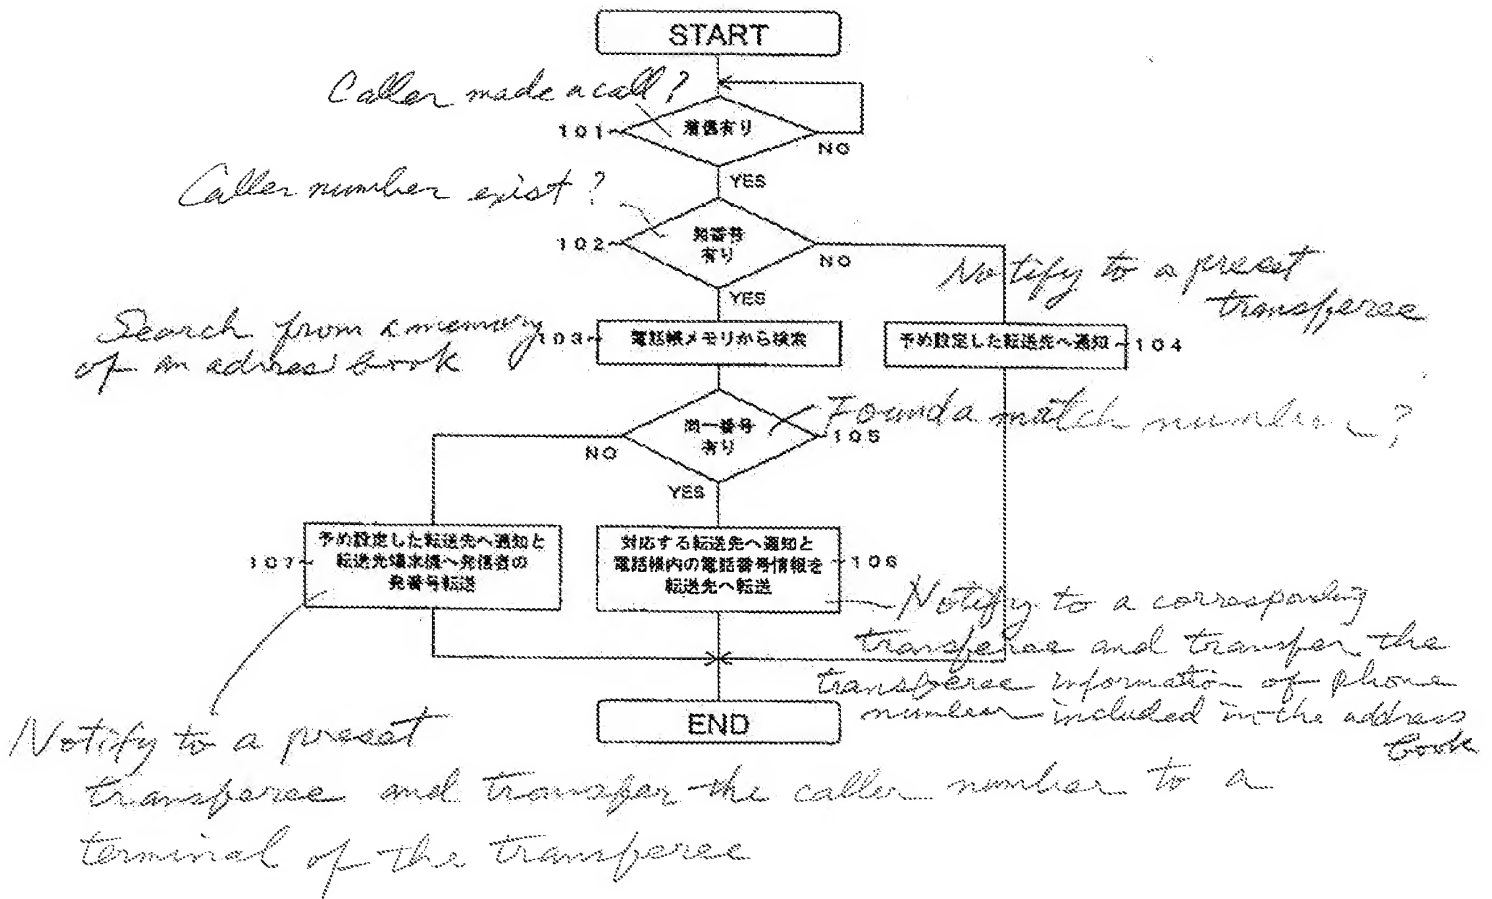 START
Caller made a call?
101
着信有り
NO
YES
Caller number exist?
102
発番号
有り
NO
YES
Notify to a preset
transferee
Search from a memory
of an adrres book
103
電話帳メモリから検索
予め設定した転送先へ通知
104
同一番号
有り
105
Found a match number ?
NO
YES
107
予め設定した転送先へ通知と
転送先端末機へ発信者の
発番号転送
対応する転送先へ通知と
電話帳内の電話番号情報を
転送先へ転送
106
Notify to a corresponding
transferee and transfer the
transferee information of phone
number included in the address
book
END
Notify to a preset
transferee and transfer the caller number to a
terminal of the transferee